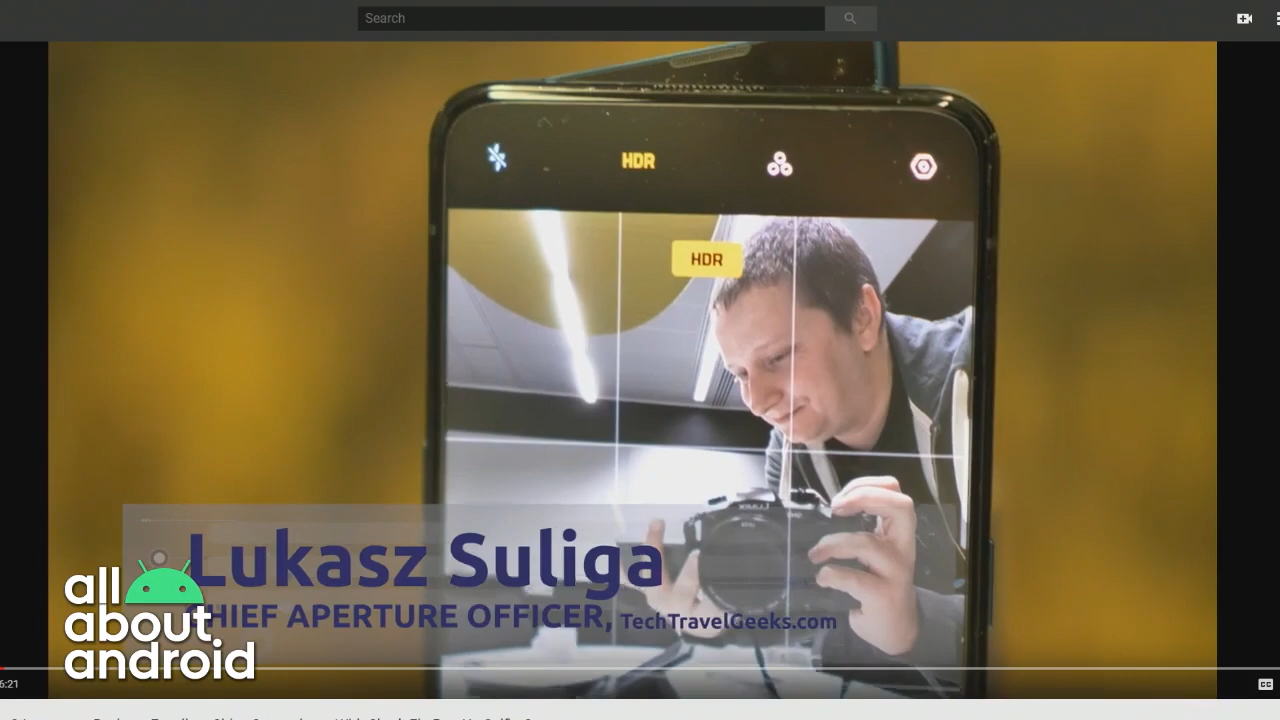 Search
HDR
HDR
Lukasz Suliga
CHIEF APERTURE OFFICER, TechTravelGeeks.com
all
about
android
6:21
CC